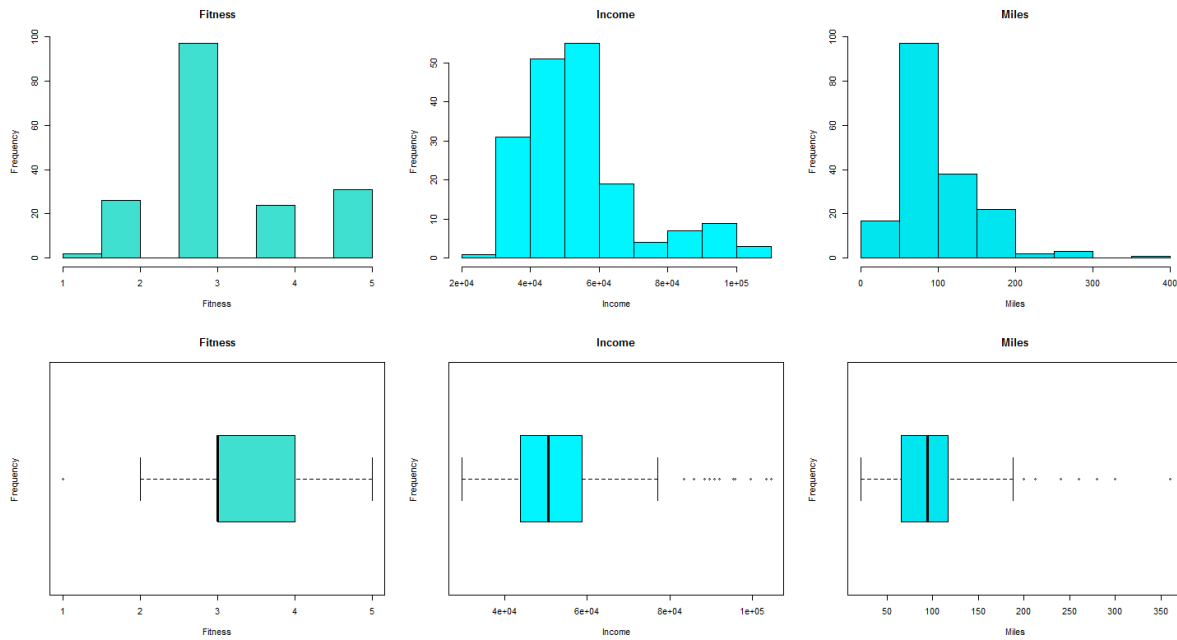 Fitness
Frequency
0 20 40 60 80 100
1 2 3 4 5
Fitness
Income
Frequency
0 10 20 30 40 50
2e+04 4e+04 6e+04 8e+04 1e+05
Income
Miles
Frequency
0 20 40 60 80 100
0 100 200 300 400
Miles
Fitness
Frequency
1 2 3 4 5
Fitness
Income
Frequency
4e+04 6e+04 8e+04 1e+05
Income
Miles
Frequency
50 100 150 200 250 300 350
Miles